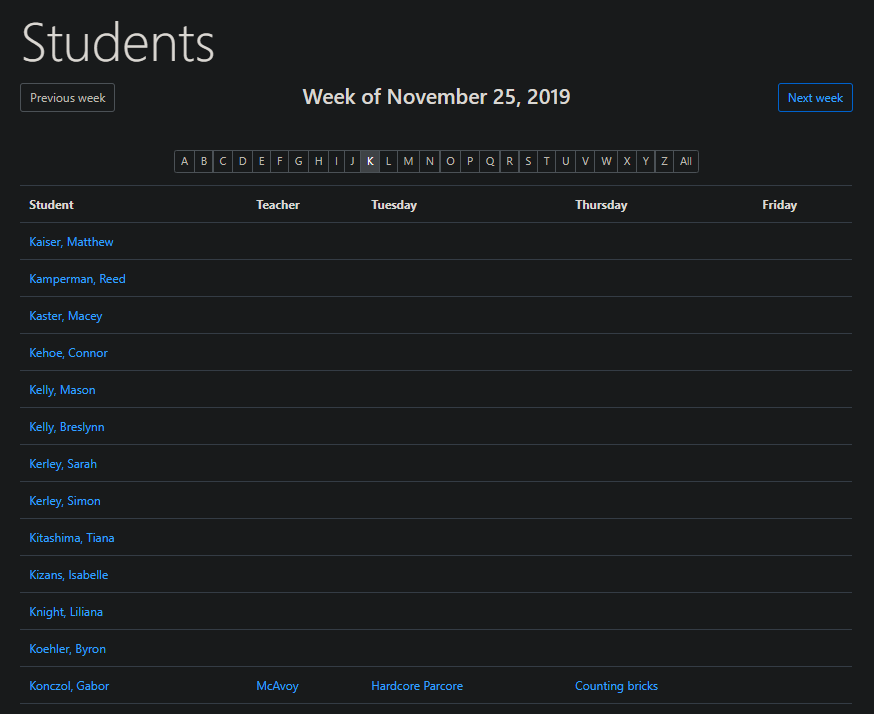 Students
Previous week Week of November 25, 2019 Next week
A B C D E F G H I J K L M N O P Q R S T U V W X Y Z All
Student Teacher Tuesday Thursday Friday
Kaiser, Matthew
Kamperman, Reed
Kaster, Macey
Kehoe, Connor
Kelly, Mason
Kelly, Breslynn
Kerley, Sarah
Kerley, Simon
Kitashima, Tiana
Kizans, Isabelle
Knight, Liliana
Koehler, Byron
Konczol, Gabor McAvoy Hardcore Parcore Counting bricks